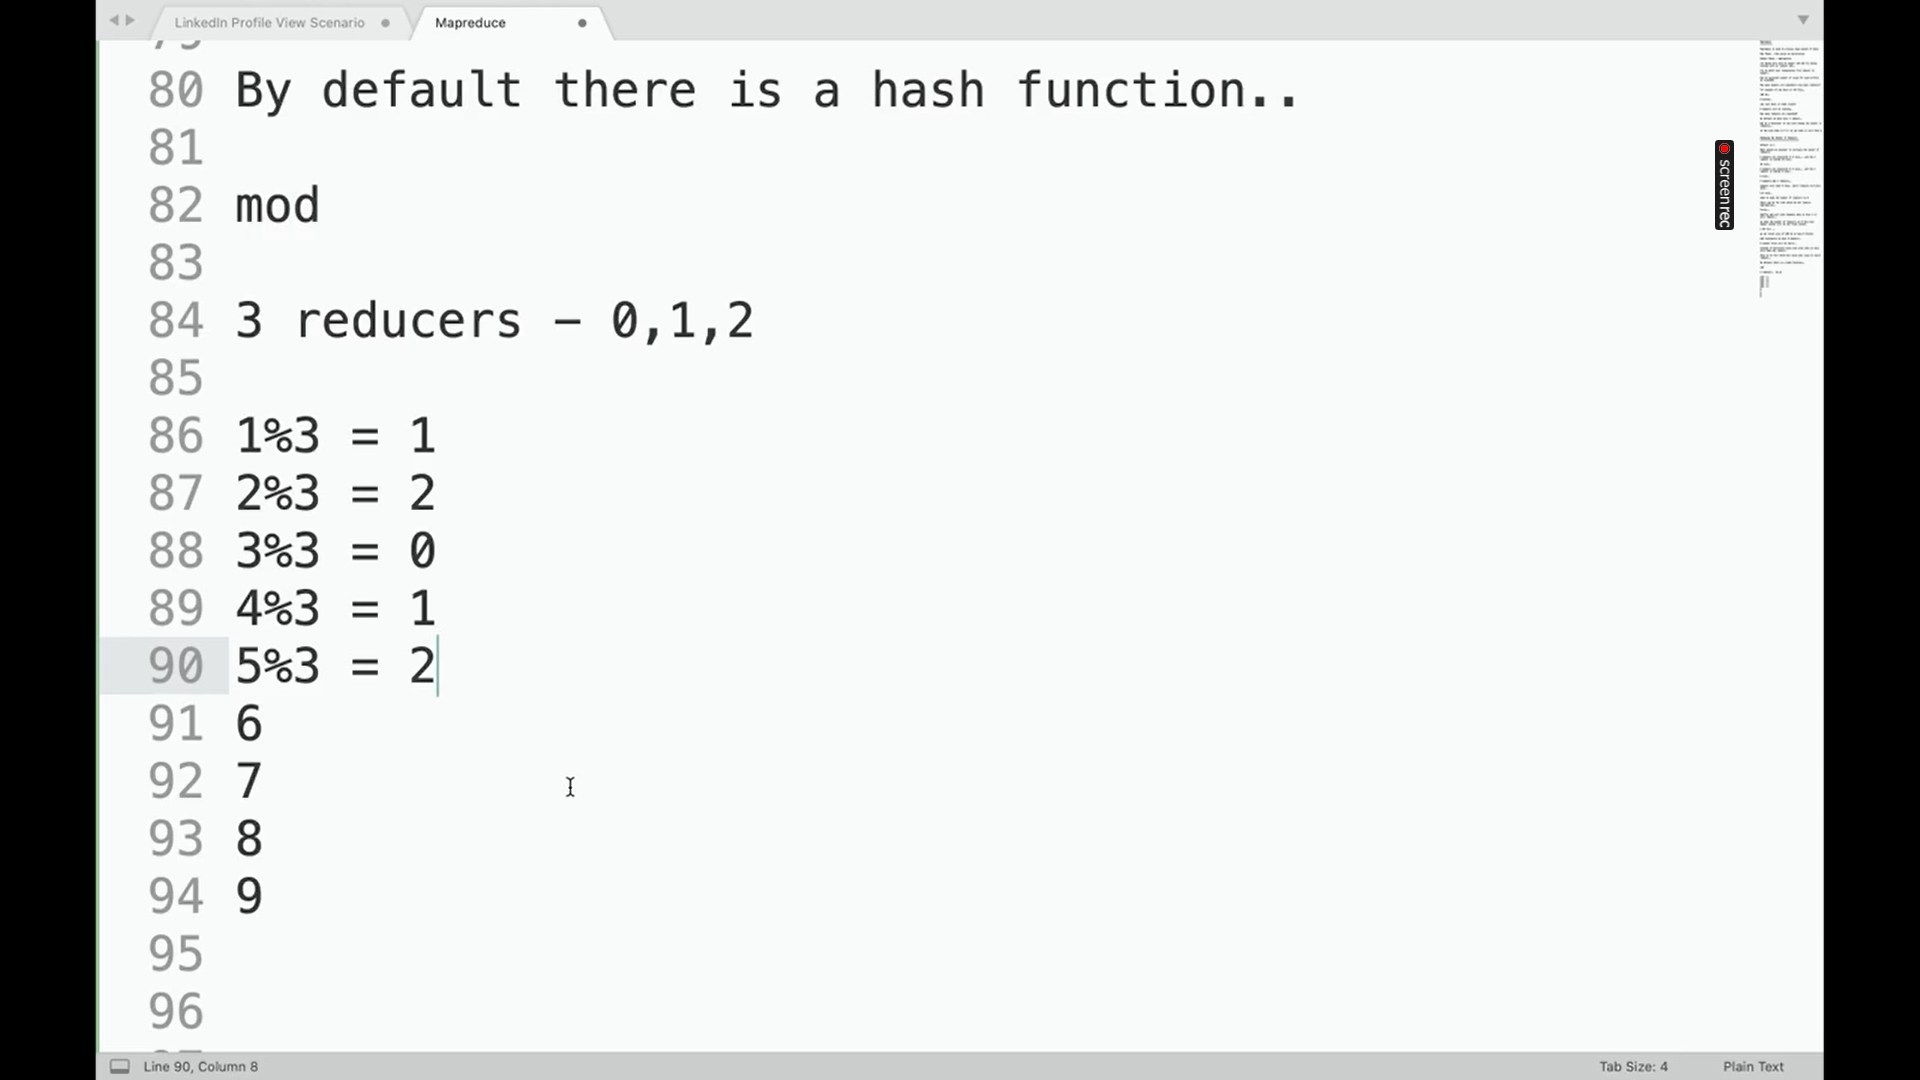 LinkedIn Profile View Scenario
Mapreduce
80 By default there is a hash function..
81
82 mod
83
84 3 reducers - 0,1,2
85
86 1%3 = 1
87 2%3 = 2
88 3%3 = 0
89 4%3 = 1
90 5%3 = 2
91 6
92 7
93 8
94 9
95
96
screenrec
Line 90, Column 8
Tab Size: 4
Plain Text